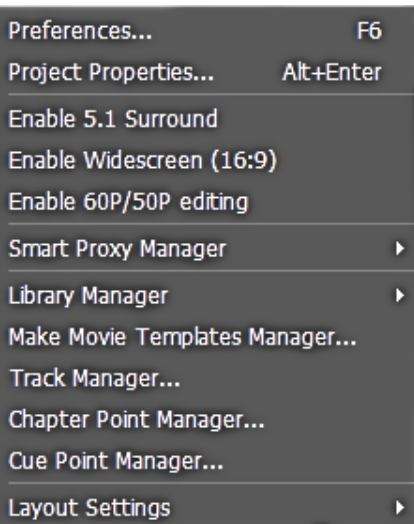 Preferences... F6
Project Properties... Alt+Enter
Enable 5.1 Surround
Enable Widescreen (16:9)
Enable 60P/50P editing
Smart Proxy Manager
Library Manager
Make Movie Templates Manager...
Track Manager...
Chapter Point Manager...
Cue Point Manager...
Layout Settings